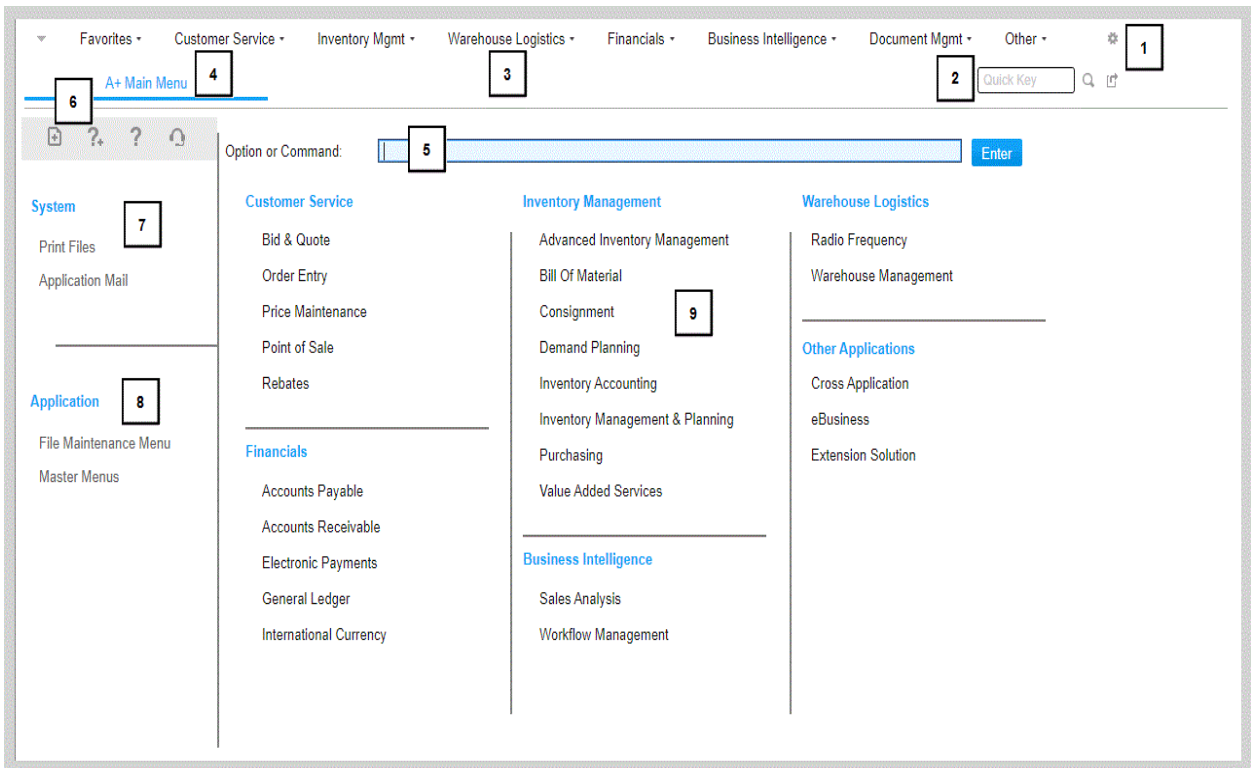 Favorites Customer Service Inventory Mgmt Warehouse Logistics Financials Business Intelligence Document Mgmt Other 1
A+ Main Menu 4 3 2 Quick Key
6
Option or Command: 5 Enter
System
7
Print Files
Application Mail
Application 8
File Maintenance Menu
Master Menus
Customer Service
Bid & Quote
Order Entry
Price Maintenance
Point of Sale
Rebates
Financials
Accounts Payable
Accounts Receivable
Electronic Payments
General Ledger
International Currency
Inventory Management
Advanced Inventory Management
Bill Of Material
Consignment 9
Demand Planning
Inventory Accounting
Inventory Management & Planning
Purchasing
Value Added Services
Business Intelligence
Sales Analysis
Workflow Management
Warehouse Logistics
Radio Frequency
Warehouse Management
Other Applications
Cross Application
eBusiness
Extension Solution